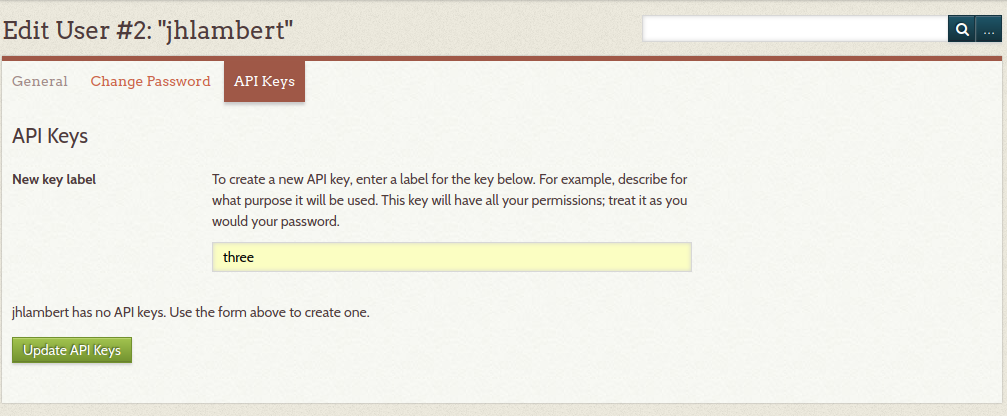 Edit User #2: "jhlambert"
...
General Change Password API Keys
API Keys
New key label
To create a new API key, enter a label for the key below. For example, describe for
what purpose it will be used. This key will have all your permissions; treat it as you
would your password.
three
jhlambert has no API keys. Use the form above to create one.
Update API Keys